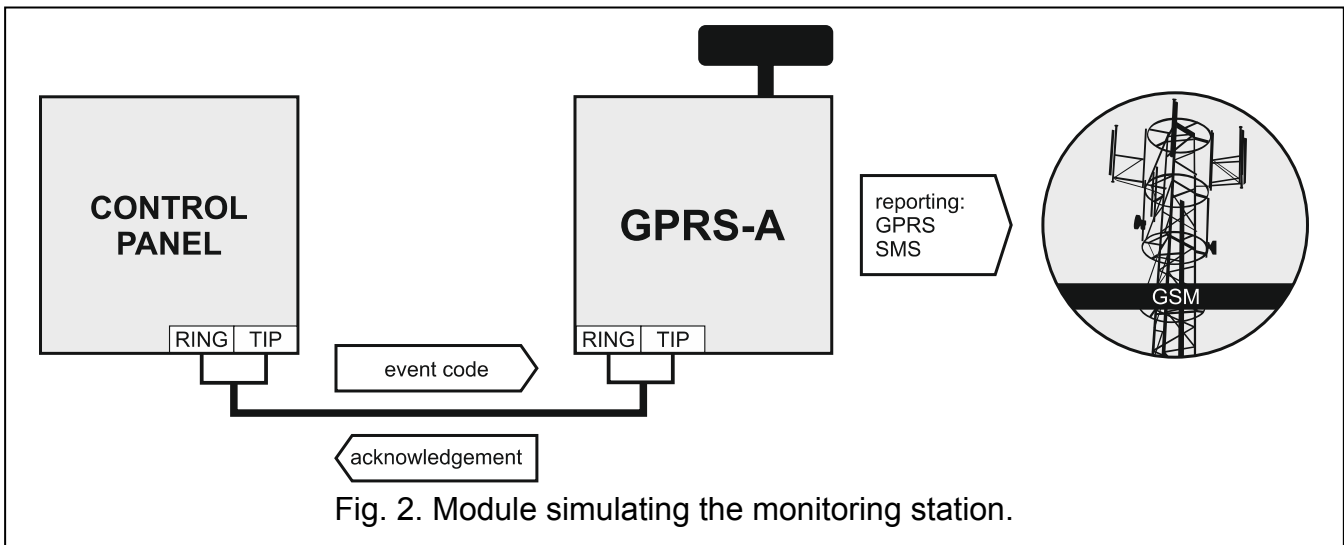 CONTROL
PANEL
RING TIP
event code
acknowledgement
GPRS-A
RING TIP
reporting:
GPRS
SMS
GSM
Fig. 2. Module simulating the monitoring station.